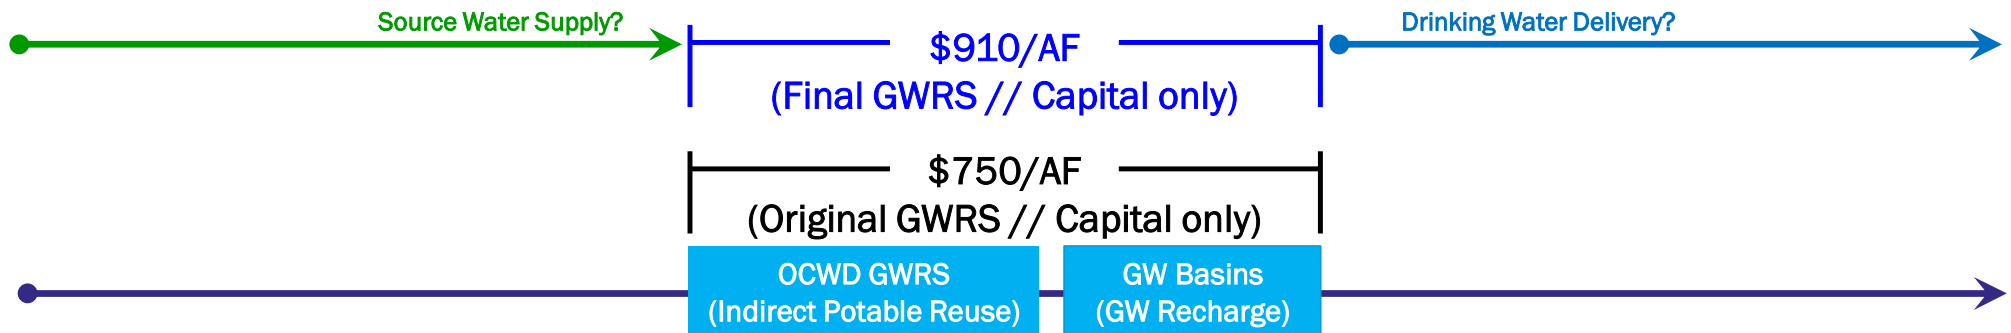 Source Water Supply?
$910/AF
(Final GWRS // Capital only)
Drinking Water Delivery?
$750/AF
(Original GWRS // Capital only)
OCWD GWRS
(Indirect Potable Reuse)
GW Basins
(GW Recharge)